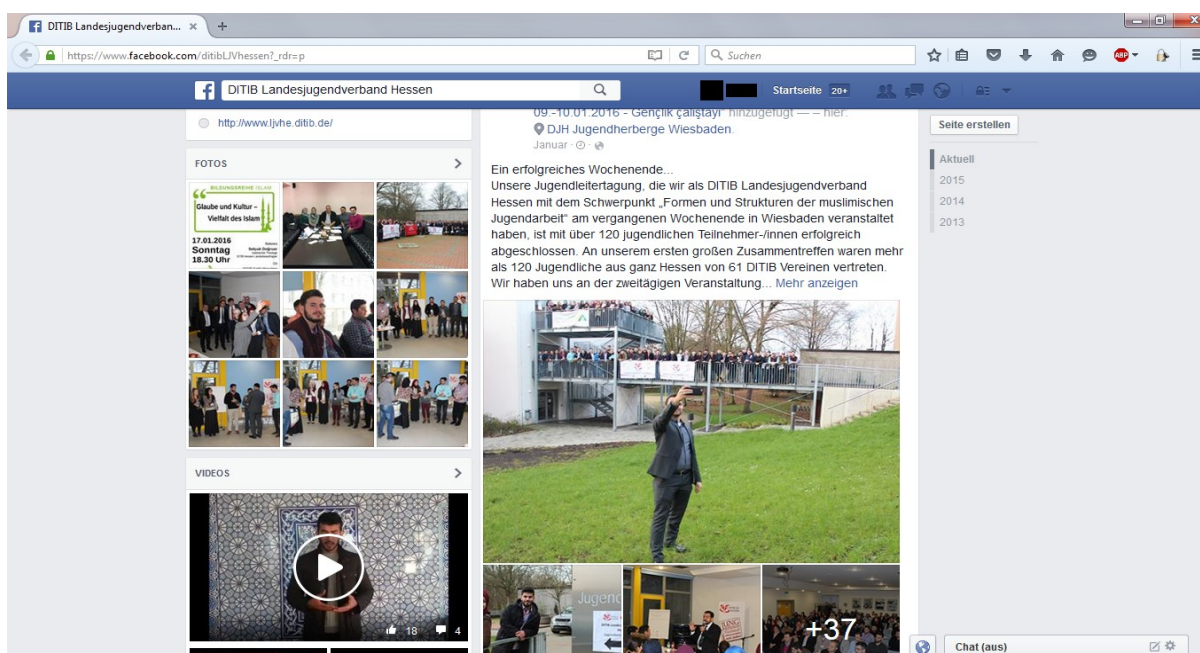 DITIB Landesjugendverban...
https://www.facebook.com/ditibLJVhessen?_rdr=p
Suchen
ABP
DITIB Landesjugendverband Hessen
Startseite 20+
http://www.ljvhe.ditib.de/
FOTOS
BILDUNGSREIHE ISLAM
Glaube und Kultur –
Vielfalt des Islam
17.01.2016
Sonntag
18.30 Uhr
VIDEOS
18 4
09.-10.01.2016 - Gençlik çalıştayı" hinzugefügt — – hier:
DJH Jugendherberge Wiesbaden.
Januar
Ein erfolgreiches Wochenende...
Unsere Jugendleitertagung, die wir als DITIB Landesjugendverband
Hessen mit dem Schwerpunkt „Formen und Strukturen der muslimischen
Jugendarbeit" am vergangenen Wochenende in Wiesbaden veranstaltet
haben, ist mit über 120 jugendlichen Teilnehmer-/innen erfolgreich
abgeschlossen. An unserem ersten großen Zusammentreffen waren mehr
als 120 Jugendliche aus ganz Hessen von 61 DITIB Vereinen vertreten.
Wir haben uns an der zweitägigen Veranstaltung... Mehr anzeigen
Jugend
+37
Seite erstellen
Aktuell
2015
2014
2013
Chat (aus)